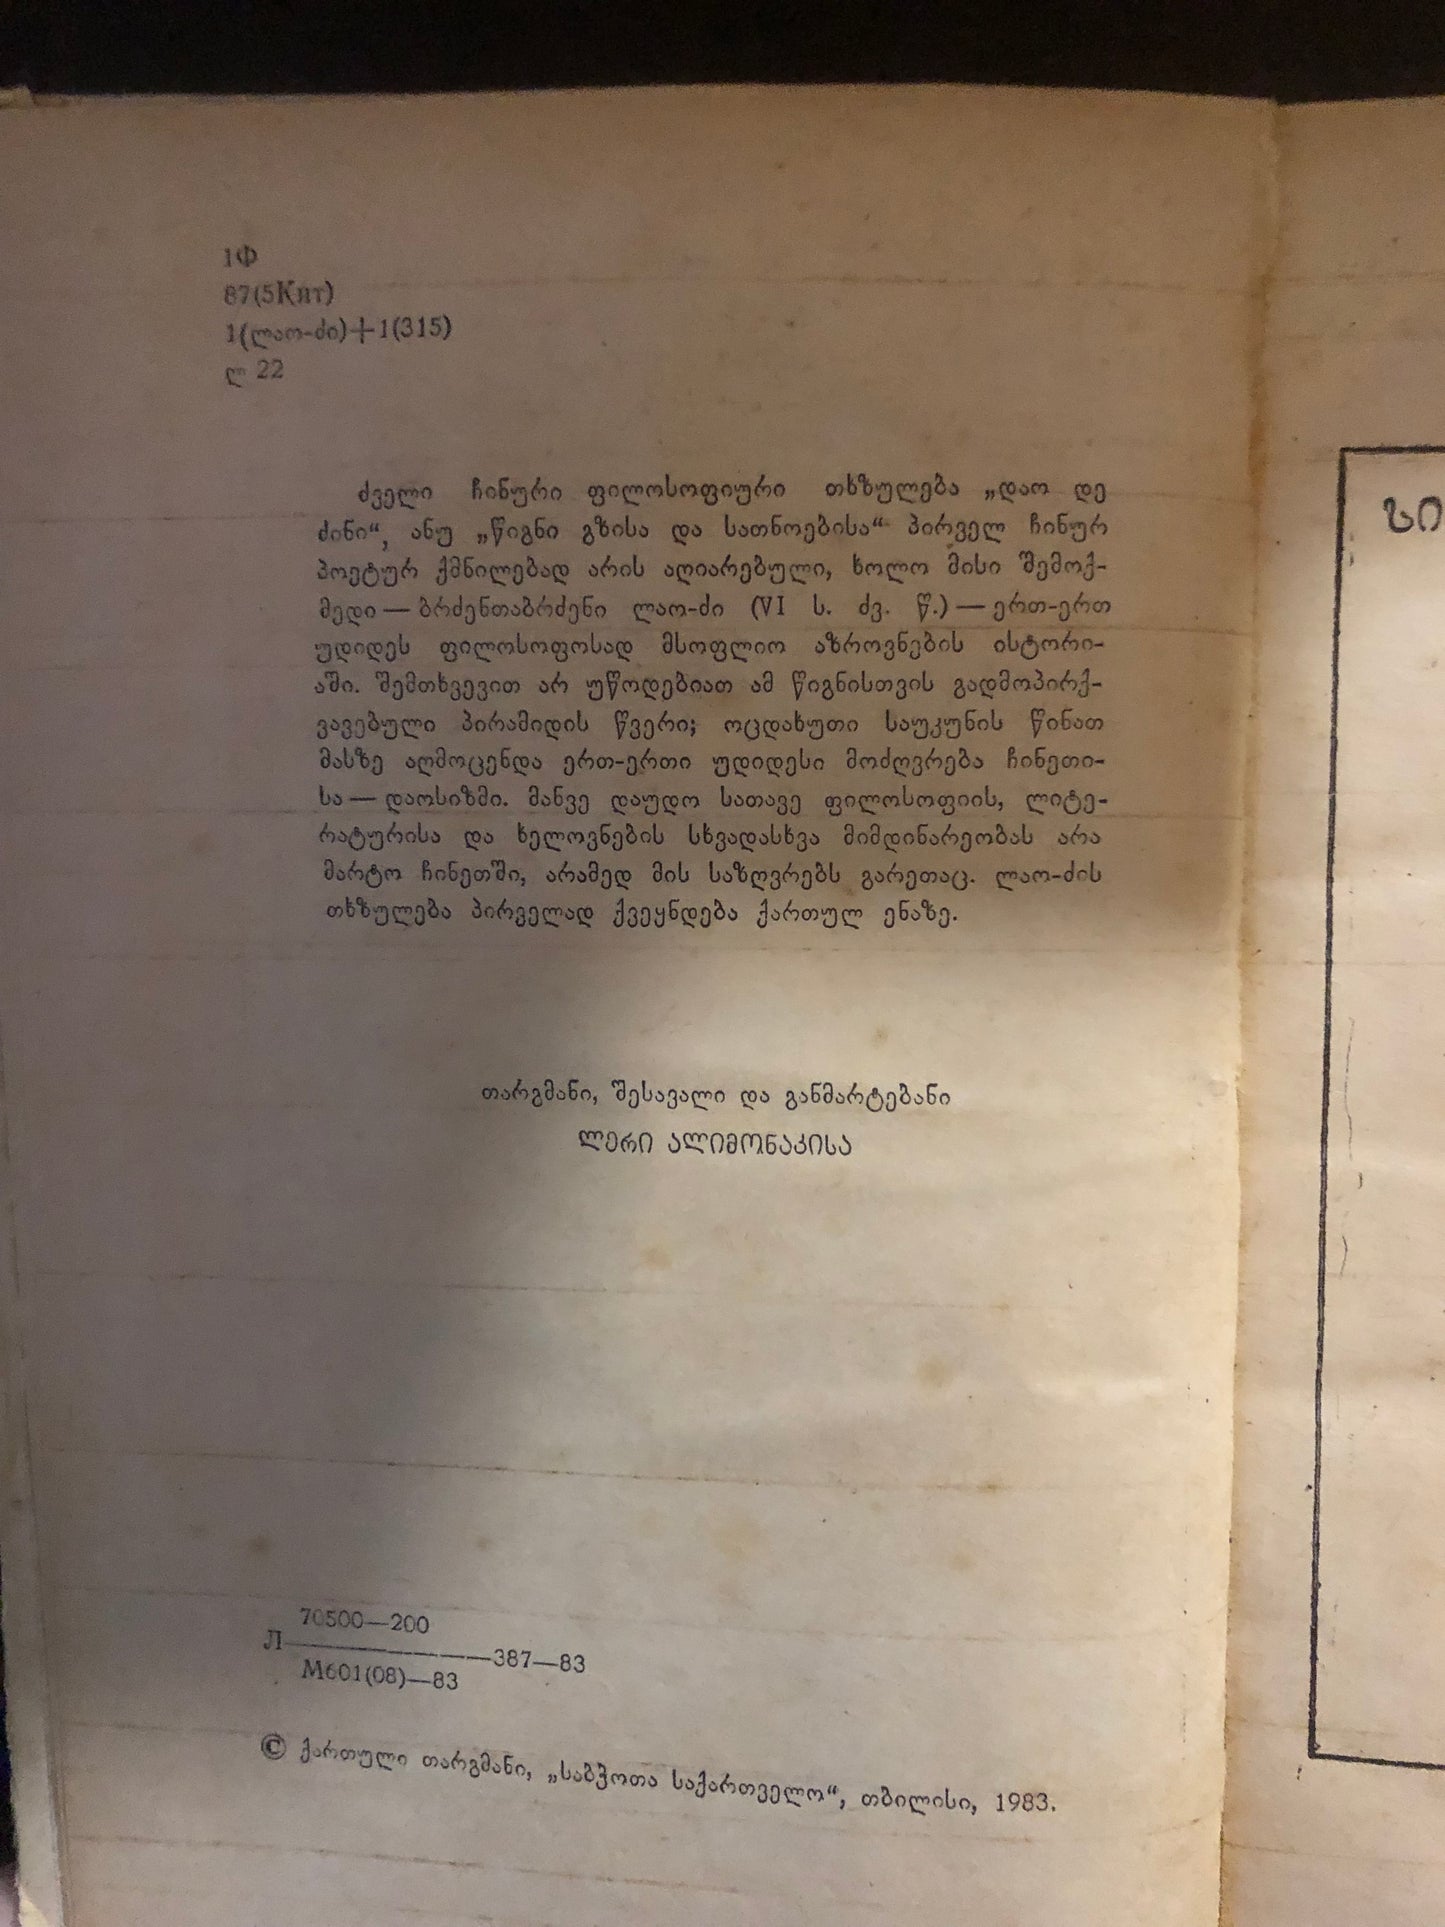 1Ф
87(5Кит)
1(ლაო-ძი)+1(315)
ლ 22
ძველი ჩინური ფილოსოფიური თხზულება „დაო დე
ძინი“, ანუ „წიგნი გზისა და სათნოებისა“ პირველ ჩინურ
პოეტურ ქმნილებად არის აღიარებული, ხოლო მისი შემოქ-
მედი — ბრძენთაბრძენი ლაო-ძი (VI ს. ძვ. წ.) — ერთ-ერთ
უდიდეს ფილოსოფოსად მსოფლიო აზროვნების ისტორი-
აში. შემთხვევით არ უწოდებიათ ამ წიგნისთვის გადმოპირქ-
ვავებული პირამიდის წვერი; ოცდახუთი საუკუნის წინათ
მასზე აღმოცენდა ერთ-ერთი უდიდესი მოძღვრება ჩინეთი-
სა — დაოსიზმი. მანვე დაუდო სათავე ფილოსოფიის, ლიტე-
რატურისა და ხელოვნების სხვადასხვა მიმდინარეობას არა
მარტო ჩინეთში, არამედ მის საზღვრებს გარეთაც. ლაო-ძის
თხზულება პირველად ქვეყნდება ქართულ ენაზე.
თარგმანი, შესავალი და განმარტებანი
ლერი ალიმონაკისა
70500—200
Л————387—83
М601(08)—83
© ქართული თარგმანი, „საბჭოთა საქართველო“, თბილისი, 1983.